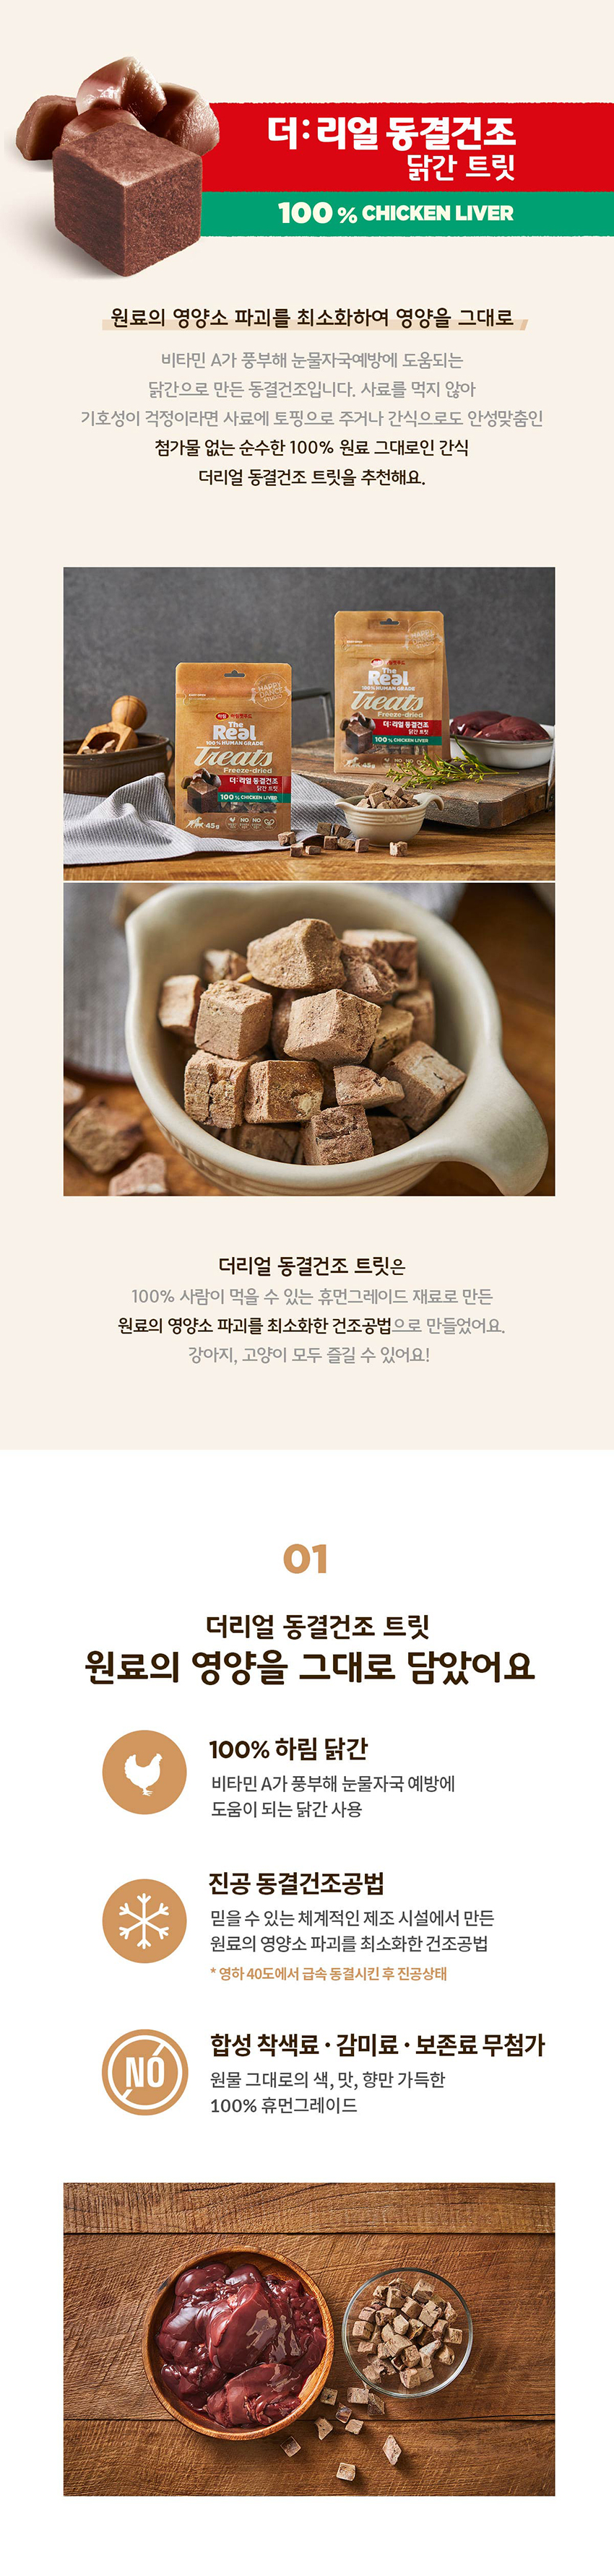 더:리얼 동결건조
닭간 트릿
100 % CHICKEN LIVER
원료의 영양소 파괴를 최소화하여 영양을 그대로
비타민 A가 풍부해 눈물자국예방에 도움되는
닭간으로 만든 동결건조입니다. 사료를 먹지 않아
기호성이 걱정이라면 사료에 토핑으로 주거나 간식으로도 안성맞춤인
첨가물 없는 순수한 100% 원료 그대로인 간식
더리얼 동결건조 트릿을 추천해요.
HAPPY
DANCE
하림펫푸드
The
Real
100% HUMAN GRADE
Treats
Freeze-dried
더:리얼 동결건조
닭간 트릿
100 % CHICKEN LIVER
45g
하림 하림펫푸드
The
Real
100% HUMAN GRADE
Treats
Freeze-dried
더:리얼 동결건조
닭간 트릿
100 % CHICKEN LIVER
NO NO
45g
더리얼 동결건조 트릿은
100% 사람이 먹을 수 있는 휴먼그레이드 재료로 만든
원료의 영양소 파괴를 최소화한 건조공법으로 만들었어요.
강아지, 고양이 모두 즐길 수 있어요!
01
더리얼 동결건조 트릿
원료의 영양을 그대로 담았어요
100% 하림 닭간
비타민 A가 풍부해 눈물자국 예방에
도움이 되는 닭간 사용
진공 동결건조공법
믿을 수 있는 체계적인 제조 시설에서 만든
원료의 영양소 파괴를 최소화한 건조공법
* 영하 40도에서 급속 동결시킨 후 진공상태
NO
합성 착색료 · 감미료 · 보존료 무첨가
원물 그대로의 색, 맛, 향만 가득한
100% 휴먼그레이드